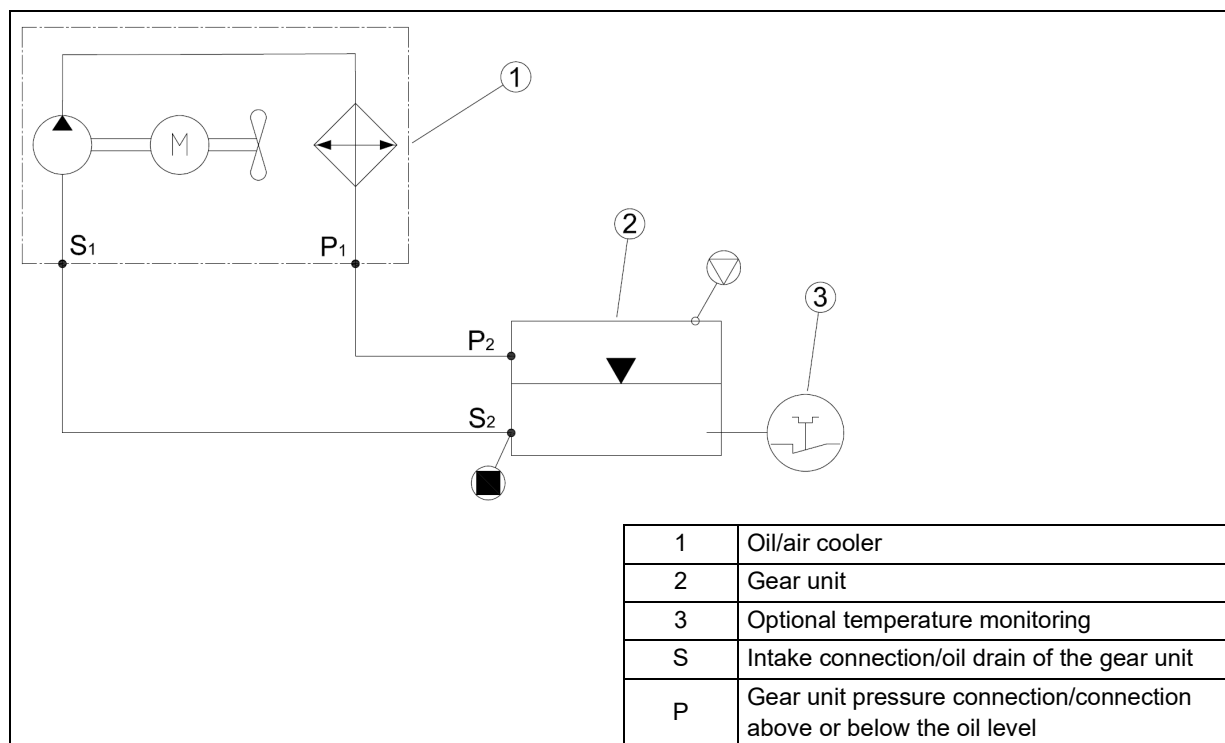 1
M
S1
P1
2
3
P2
S2
1 Oil/air cooler
2 Gear unit
3 Optional temperature monitoring
S Intake connection/oil drain of the gear unit
P Gear unit pressure connection/connection
above or below the oil level